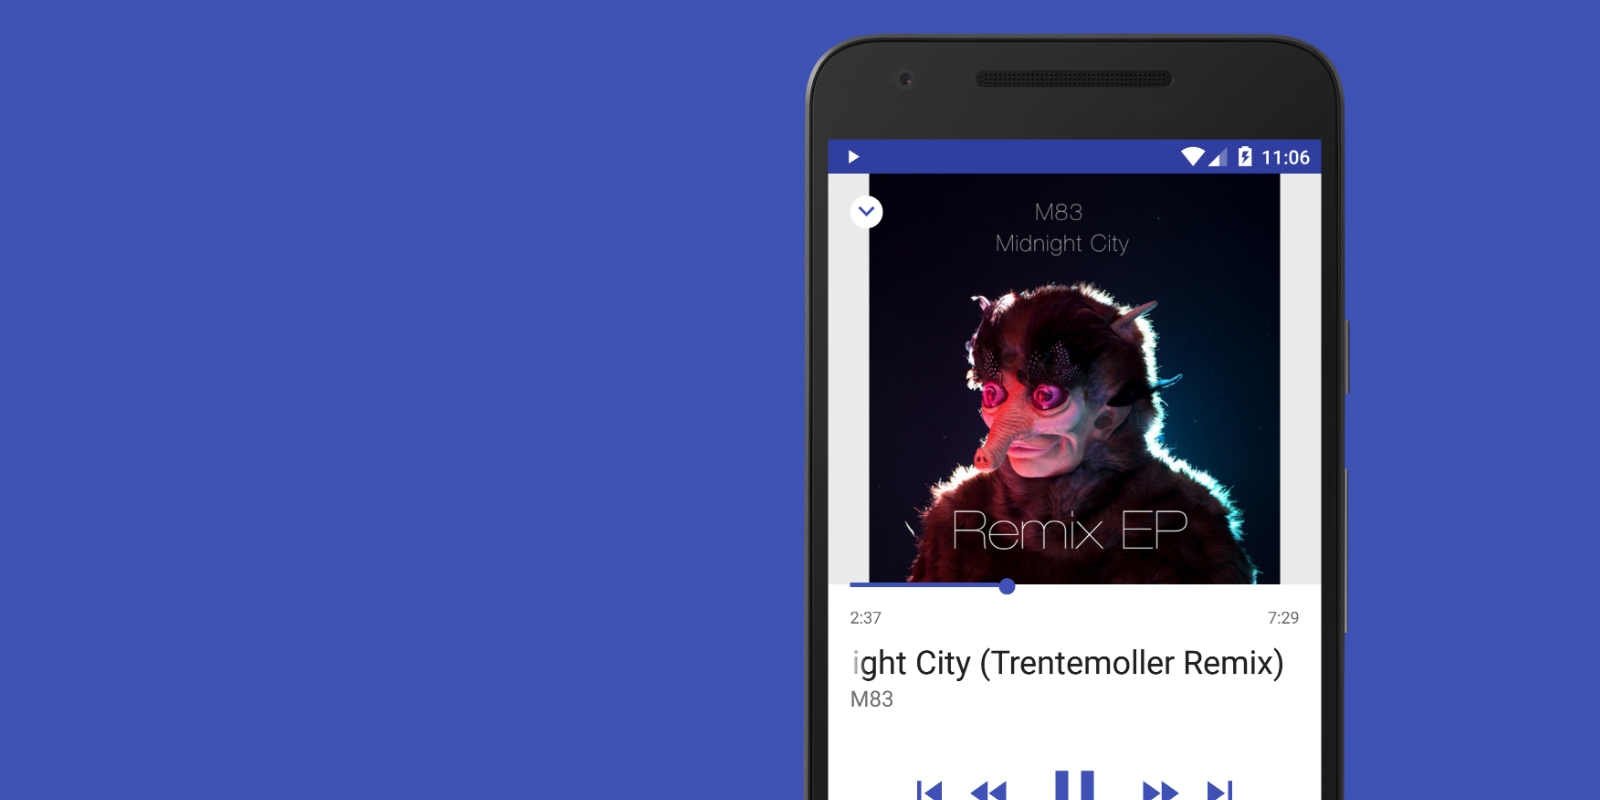 11:06
M83
Midnight City
Remix EP
2:37
7:29
ight City (Trentemoller Remix)
M83